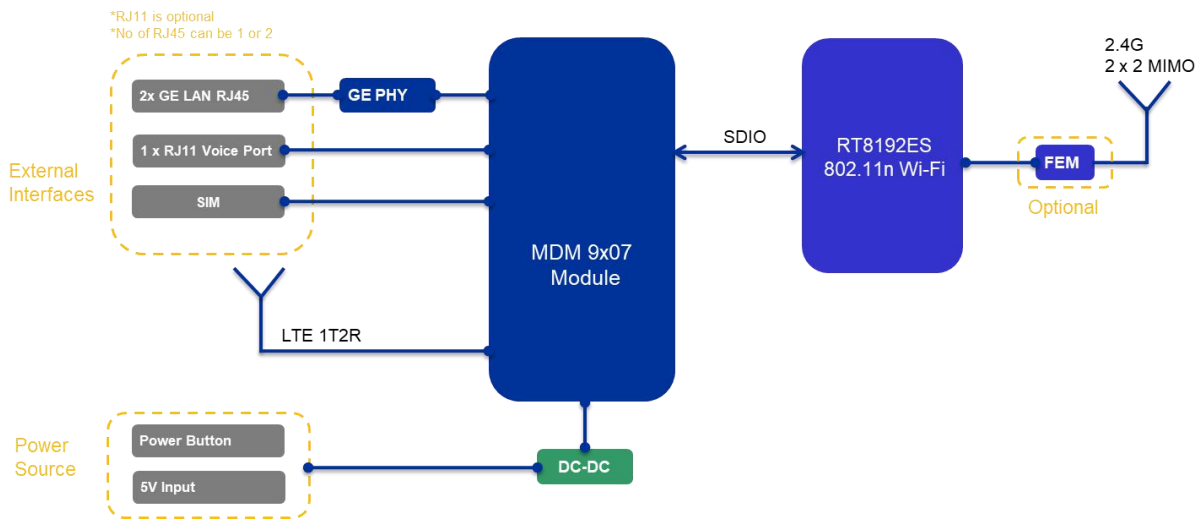 *RJ11 is optional
*No of RJ45 can be 1 or 2
External
Interfaces
2x GE LAN RJ45
GE PHY
1 x RJ11 Voice Port
SIM
LTE 1T2R
MDM 9x07
Module
SDIO
RT8192ES
802.11n Wi-Fi
FEM
Optional
2.4G
2 x 2 MIMO
Power
Source
Power Button
5V Input
DC-DC